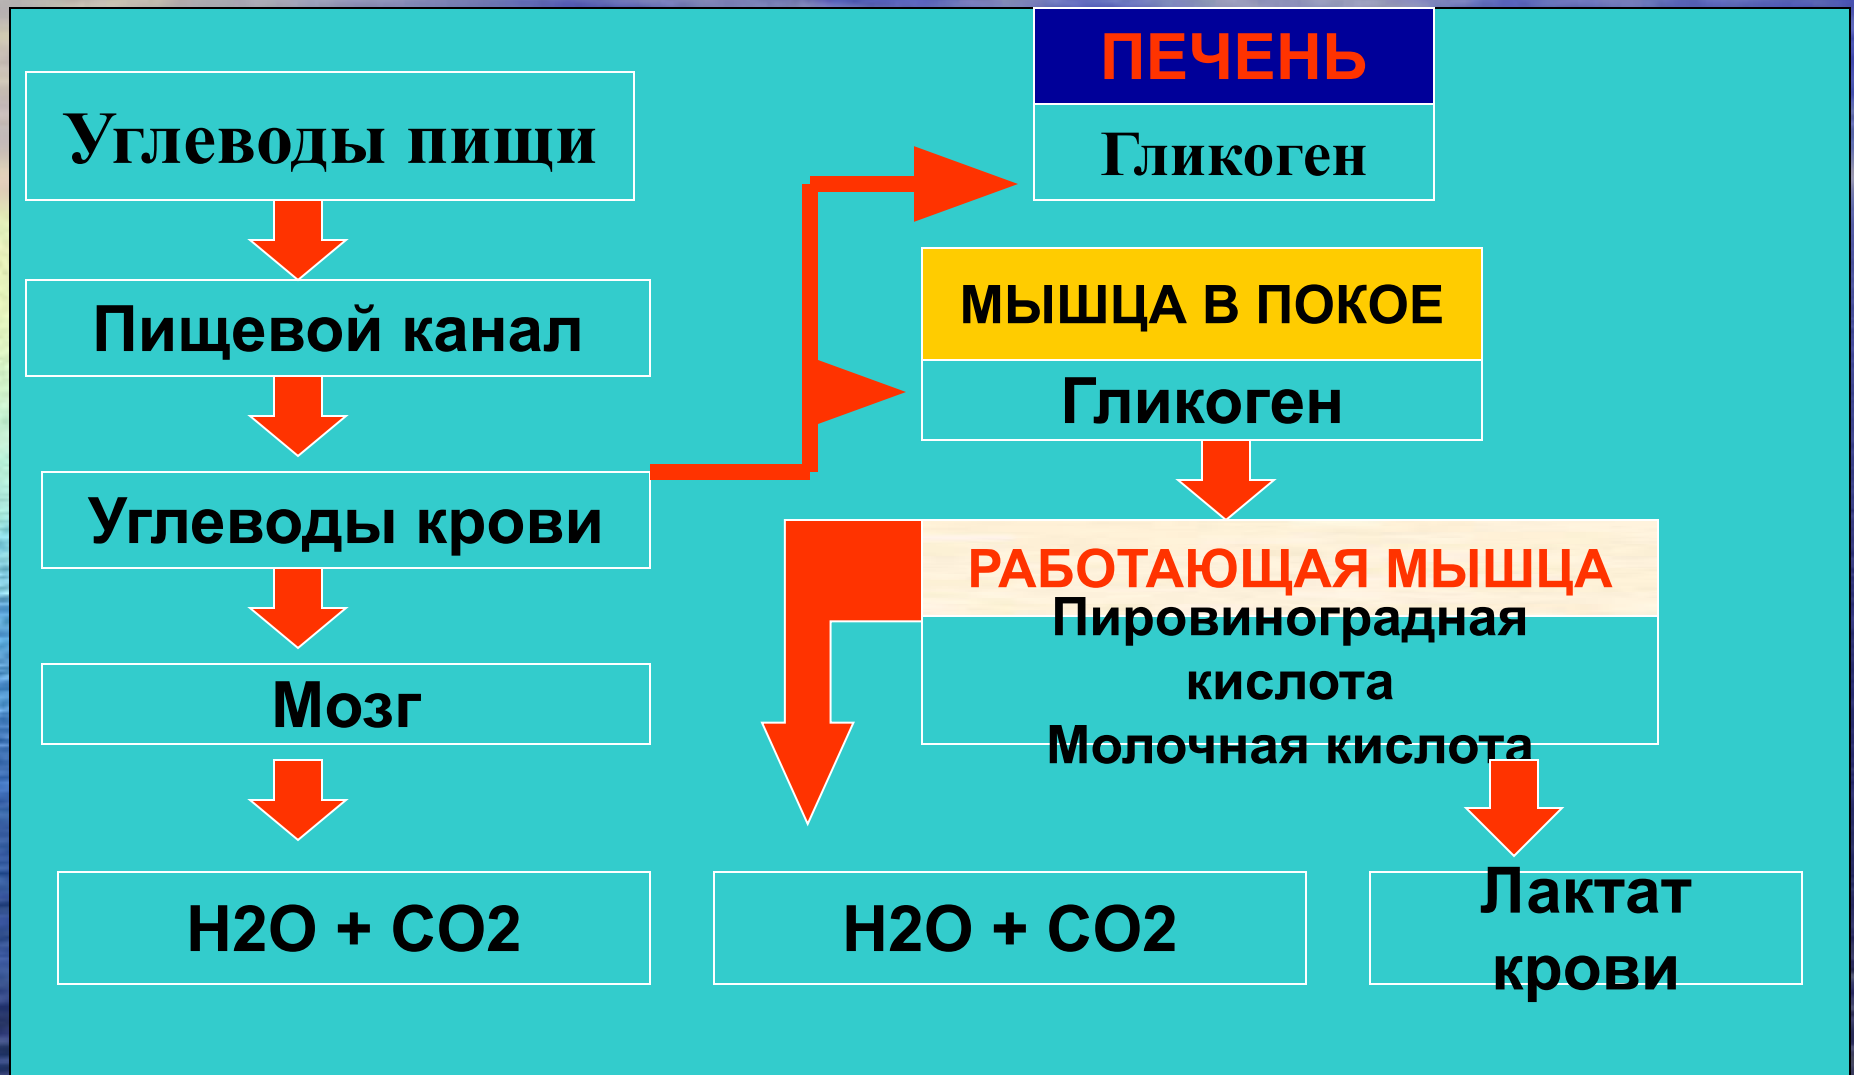 Углеводы пищи
Пищевой канал
Углеводы крови
Мозг
H2O + CO2
ПЕЧЕНЬ
Гликоген
МЫШЦА В ПОКОЕ
Гликоген
РАБОТАЮЩАЯ МЫШЦА
Пировиноградная
кислота
Молочная кислота
H2O + CO2
Лактат
крови